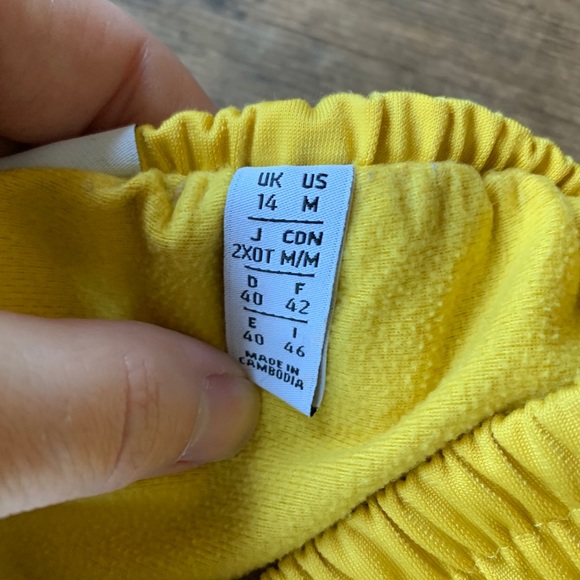 UK US
14 M
J CDN
2XOT M/M
D F
40 42
E I
40 46
MADE IN
CAMBODIA